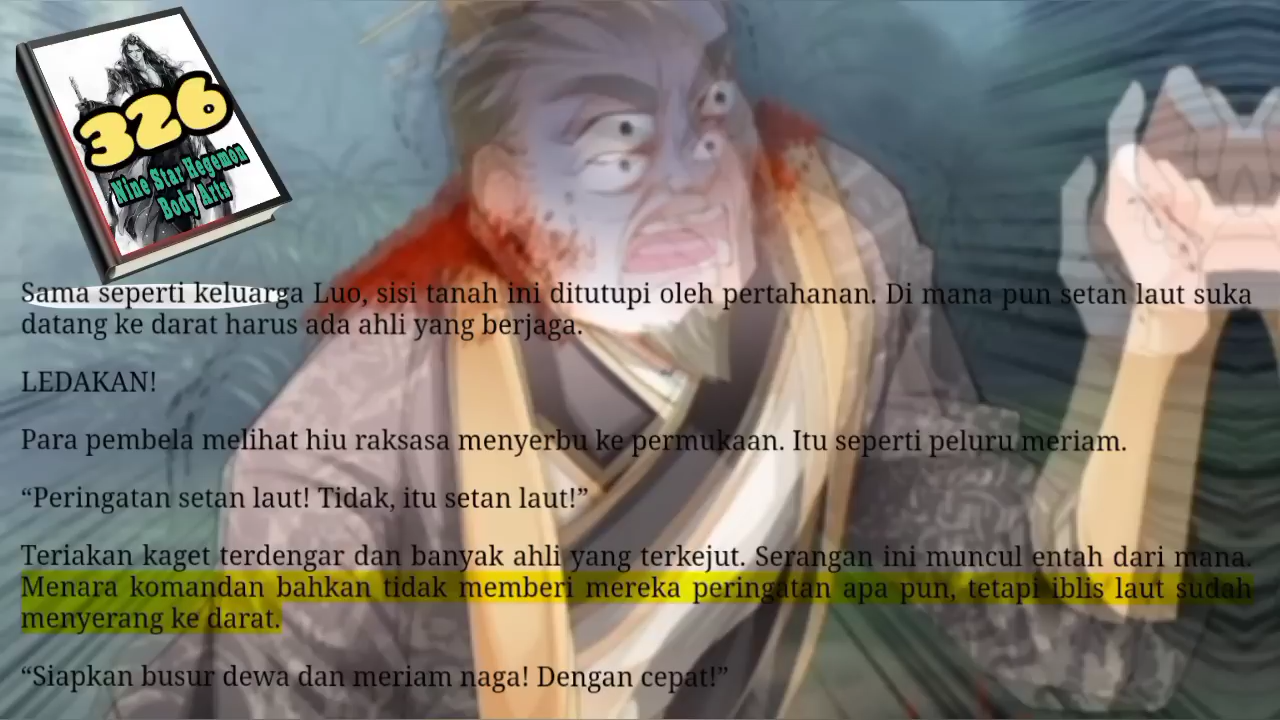 326
Nine Star Hegemon
Body Arts
Sama seperti keluarga Luo, sisi tanah ini ditutupi oleh pertahanan. Di mana pun setan laut suka
datang ke darat harus ada ahli yang berjaga.
LEDAKAN!
Para pembela melihat hiu raksasa menyerbu ke permukaan. Itu seperti peluru meriam.
“Peringatan setan laut! Tidak, itu setan laut!”
Teriakan kaget terdengar dan banyak ahli yang terkejut. Serangan ini muncul entah dari mana.
Menara komandan bahkan tidak memberi mereka peringatan apa pun, tetapi iblis laut sudah
menyerang ke darat.
“Siapkan busur dewa dan meriam naga! Dengan cepat!”